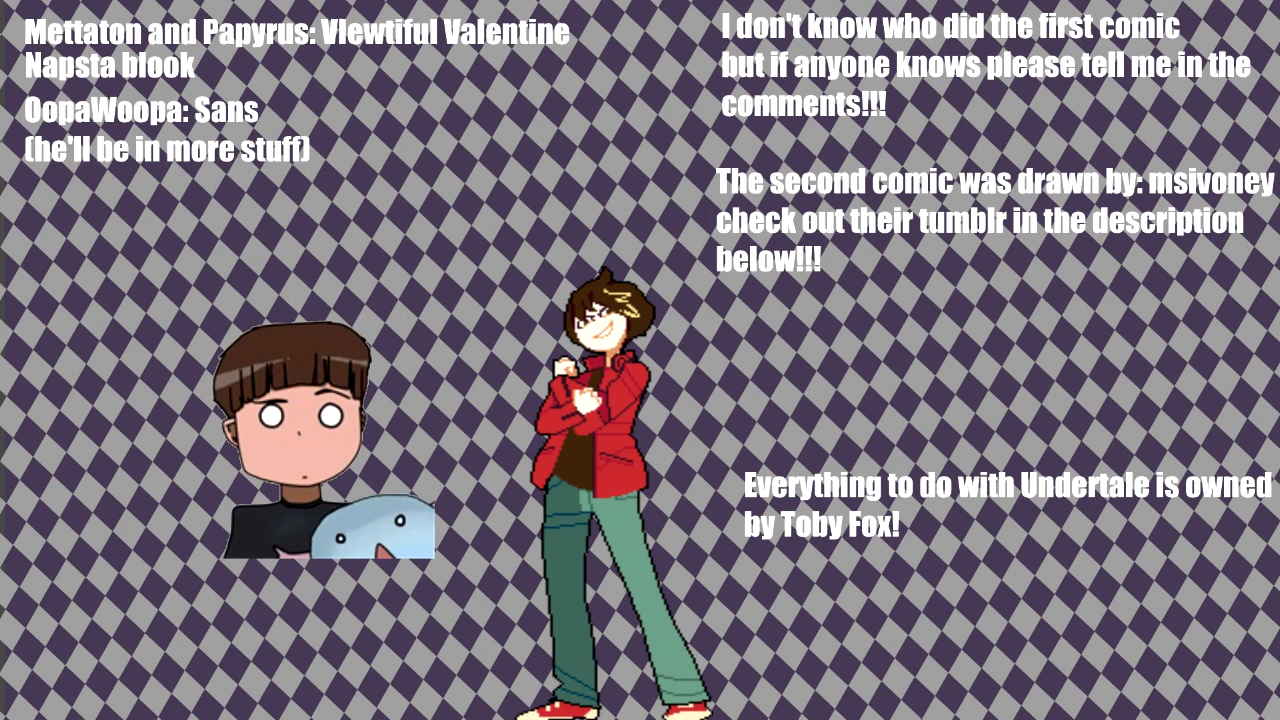 Mettaton and Papyrus: VIewtiful Valentine
Napsta blook
OopaWoopa: Sans
(he'll be in more stuff)
I don't know who did the first comic
but if anyone knows please tell me in the
comments!!!
The second comic was drawn by: msivoney
check out their tumblr in the description
below!!!
Everything to do with Undertale is owned
by Toby Fox!